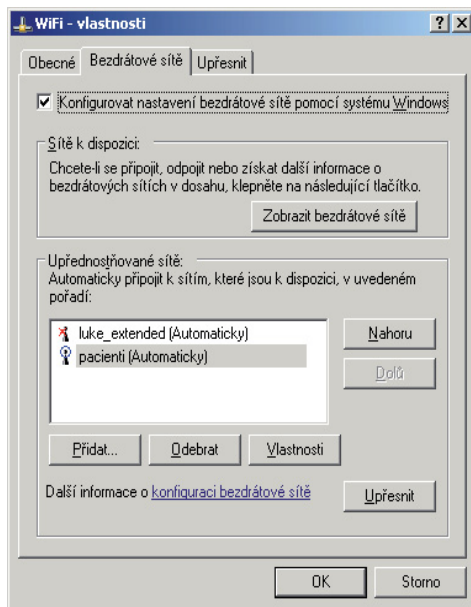 WiFi - vlastnosti
Obecné Bezdrátové sítě Upřesnit
Konfigurovat nastavení bezdrátové sítě pomocí systému Windows
Sítě k dispozici:
Chcete-li se připojit, odpojit nebo získat další informace o
bezdrátových sítích v dosahu, klepněte na následující tlačítko.
Zobrazit bezdrátové sítě
Upřednostňované sítě:
Automaticky připojit k sítím, které jsou k dispozici, v uvedeném
pořadí:
luke_extended (Automaticky)
pacienti (Automaticky)
Nahoru
Dolů
Přidat... Odebrat Vlastnosti
Další informace o konfiguraci bezdrátové sítě
Upřesnit
OK Storno